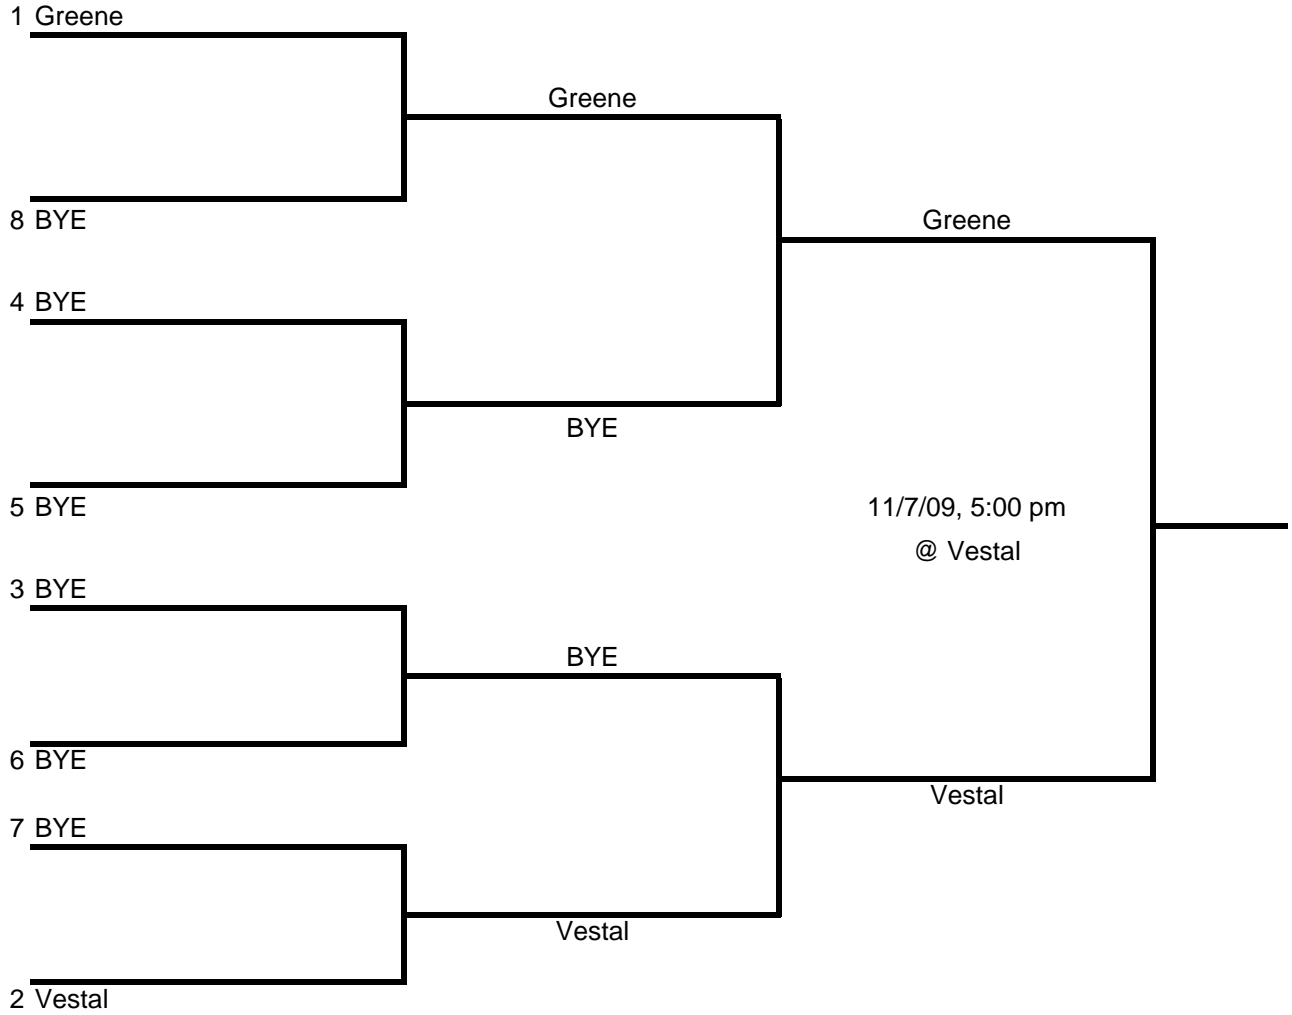 1 Greene
Greene
8 BYE
Greene
4 BYE
BYE
5 BYE
11/7/09, 5:00 pm
@ Vestal
3 BYE
BYE
6 BYE
Vestal
7 BYE
Vestal
2 Vestal